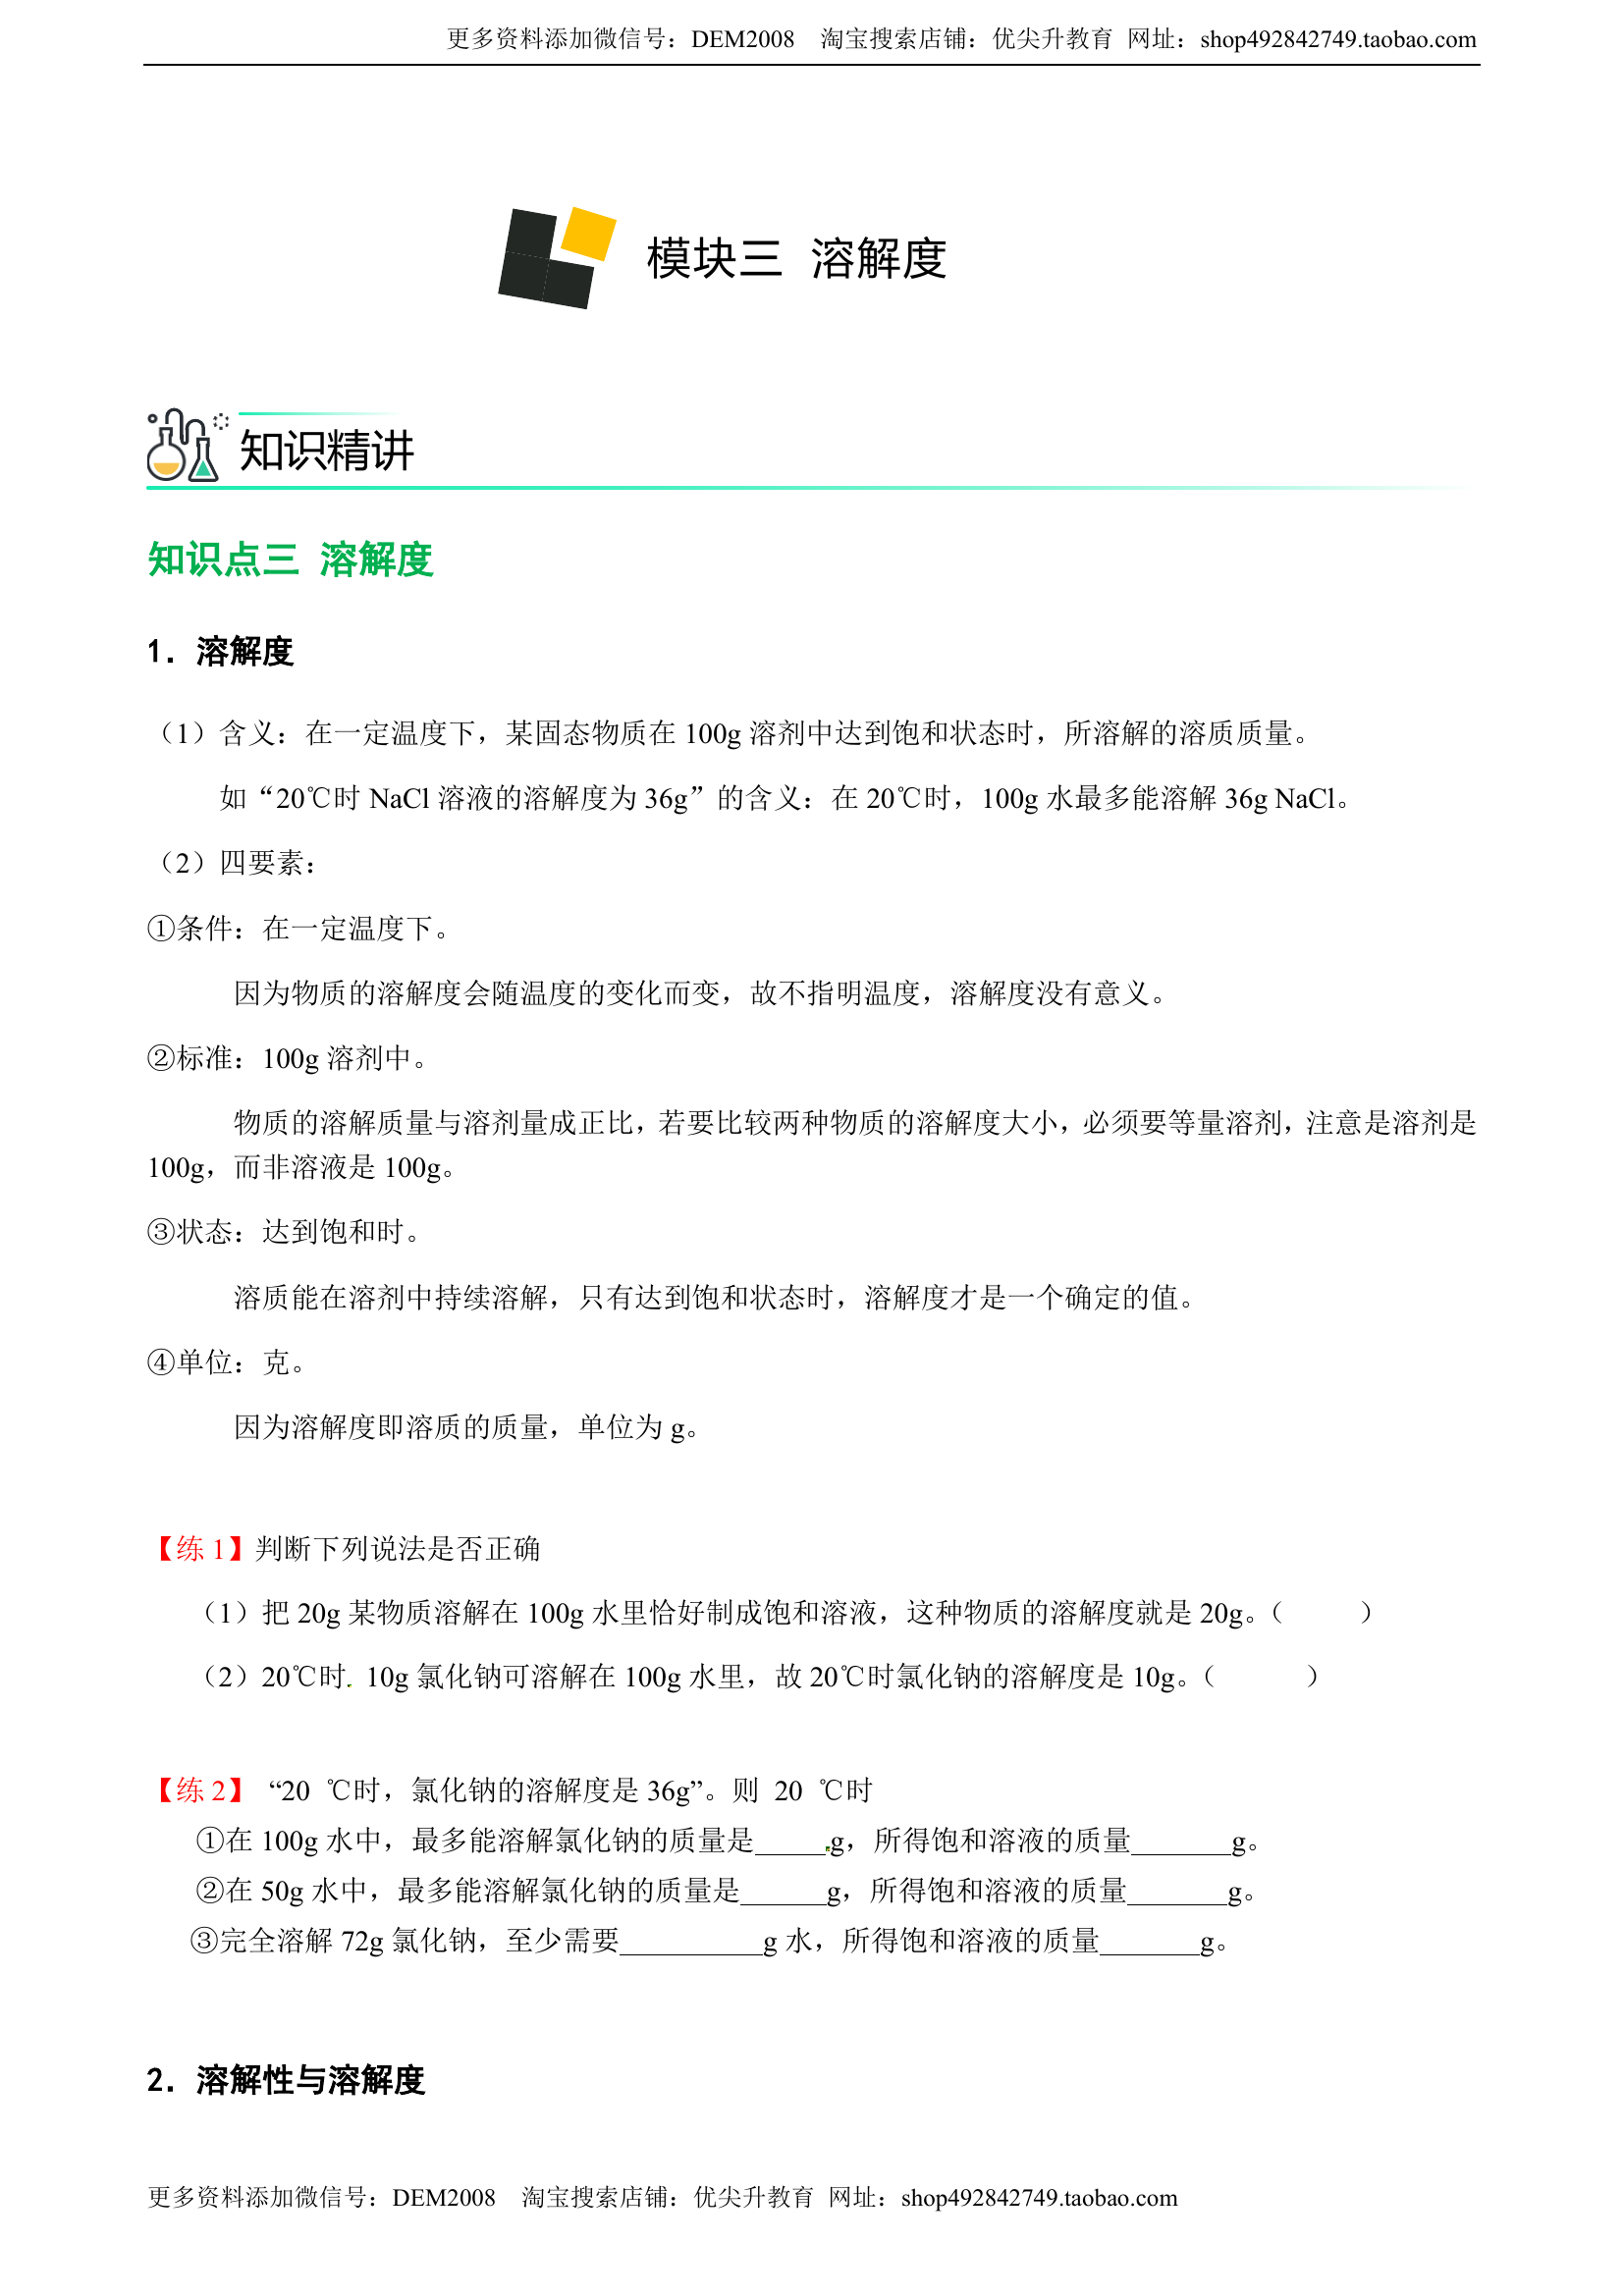 更多资料添加微信号：DEM2008 淘宝搜索店铺：优尖升教育 网址：shop492842749.taobao.com
模块三 溶解度
知识精讲
知识点三 溶解度
1．溶解度
（1）含义：在一定温度下，某固态物质在 100g 溶剂中达到饱和状态时，所溶解的溶质质量。
如“20℃时 NaCl 溶液的溶解度为 36g”的含义：在 20℃时，100g 水最多能溶解 36g NaCl。
（2）四要素：
①条件：在一定温度下。
因为物质的溶解度会随温度的变化而变，故不指明温度，溶解度没有意义。
②标准：100g 溶剂中。
物质的溶解质量与溶剂量成正比，若要比较两种物质的溶解度大小，必须要等量溶剂，注意是溶剂是
100g，而非溶液是 100g。
③状态：达到饱和时。
溶质能在溶剂中持续溶解，只有达到饱和状态时，溶解度才是一个确定的值。
④单位：克。
因为溶解度即溶质的质量，单位为 g。
【练 1】判断下列说法是否正确
（1）把 20g 某物质溶解在 100g 水里恰好制成饱和溶液，这种物质的溶解度就是 20g。（ ）
（2）20℃时. 10g 氯化钠可溶解在 100g 水里，故 20℃时氯化钠的溶解度是 10g。（ ）
【练 2】 “20 ℃时，氯化钠的溶解度是 36g”。则 20 ℃时
①在 100g 水中，最多能溶解氯化钠的质量是_____g，所得饱和溶液的质量_______g。
②在 50g 水中，最多能溶解氯化钠的质量是______g，所得饱和溶液的质量_______g。
③完全溶解 72g 氯化钠，至少需要__________g 水，所得饱和溶液的质量_______g。
2．溶解性与溶解度
更多资料添加微信号：DEM2008 淘宝搜索店铺：优尖升教育 网址：shop492842749.taobao.com